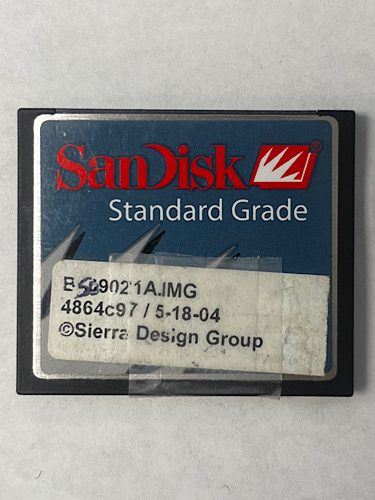 SanDisk®
Standard Grade
4864c97 / 5-18-04
©Sierra Design Group